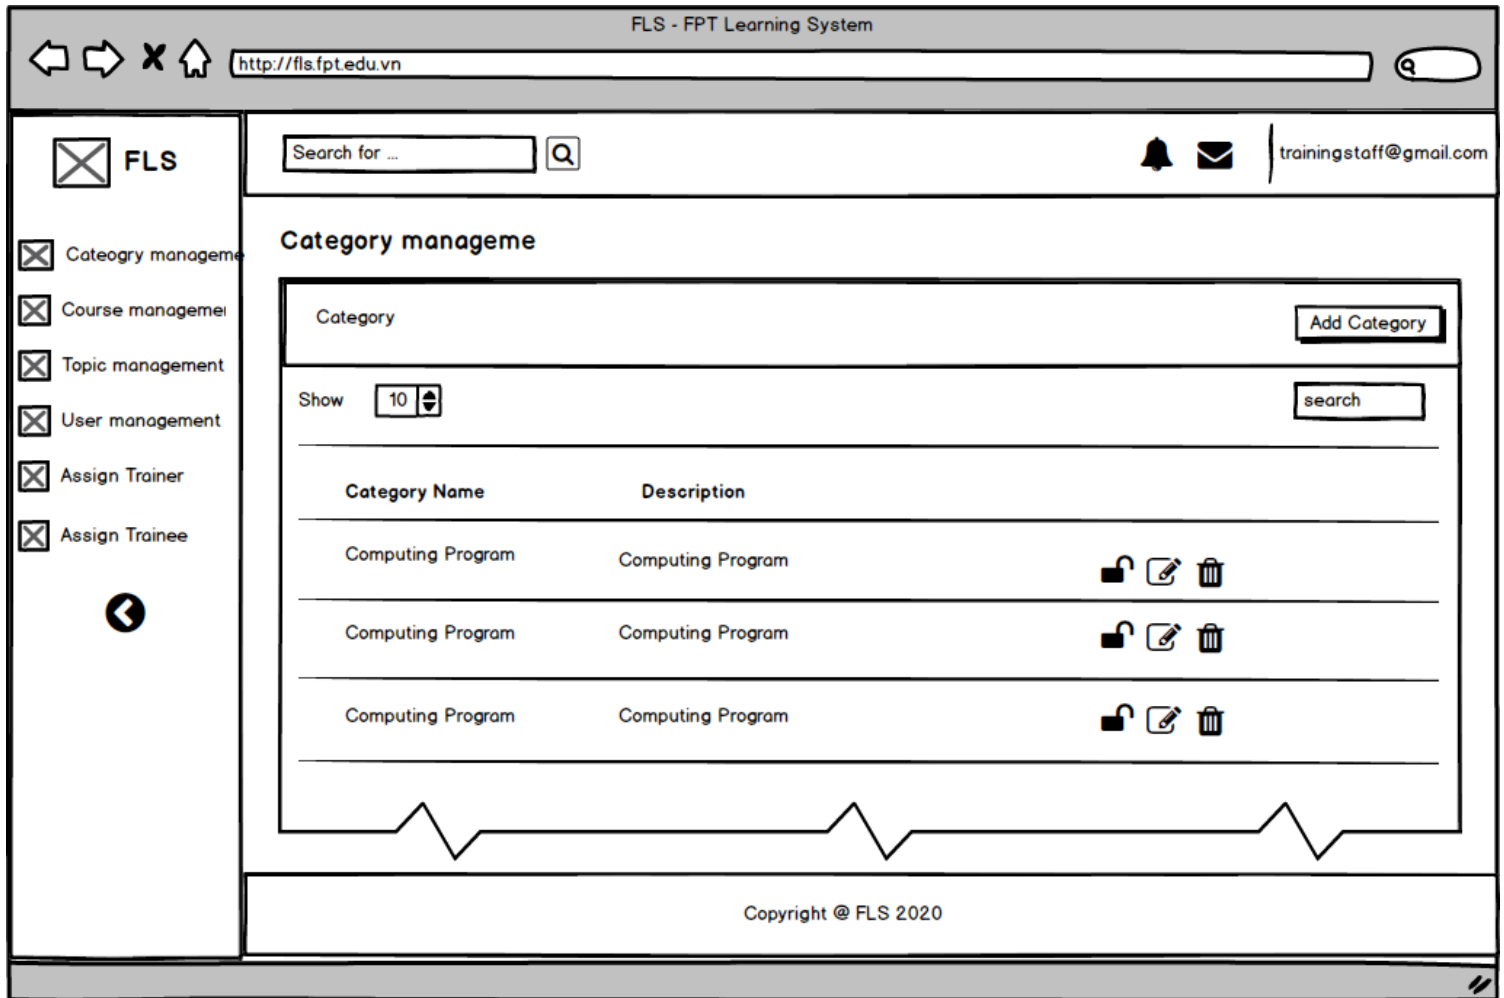 FLS - FPT Learning System
http://fls.fpt.edu.vn
FLS
Search for ...
trainingstaff@gmail.com
Cateogry manageme
Course managemer
Topic management
User management
Assign Trainer
Assign Trainee
Category manageme
Category
Add Category
Show
10
search
Category Name Description
Computing Program Computing Program
Computing Program Computing Program
Computing Program Computing Program
Copyright @ FLS 2020